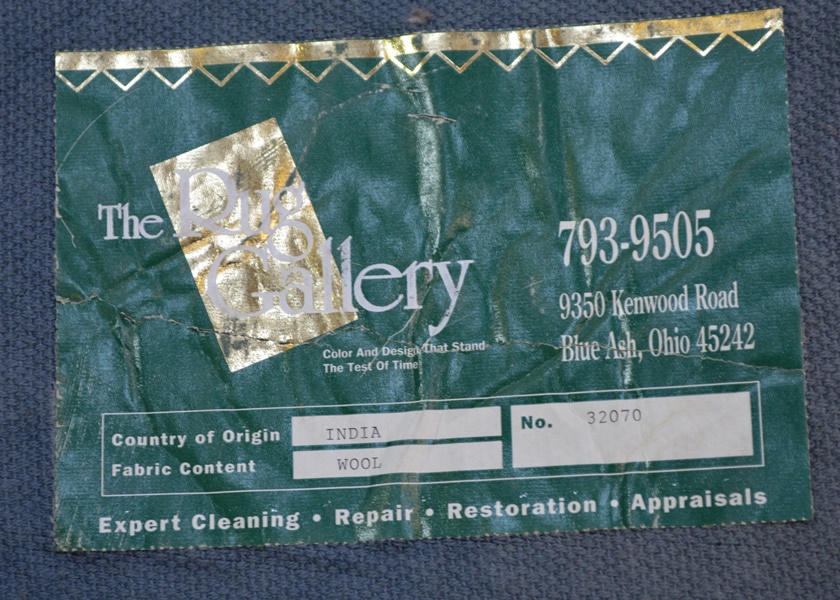 The Rug
Gallery
Color And Design That Stand
The Test Of Time
793-9505
9350 Kenwood Road
Blue Ash, Ohio 45242
Country of Origin INDIA
Fabric Content WOOL
No. 32070
Expert Cleaning • Repair • Restoration • Appraisals